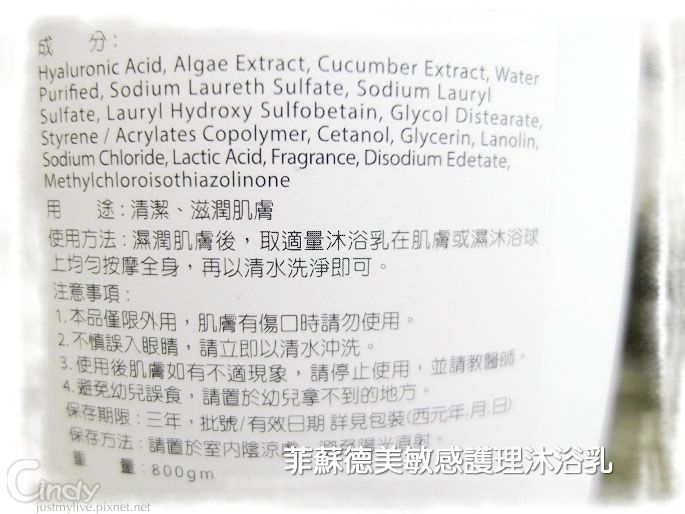 成 分:
Hyaluronic Acid, Algae Extract, Cucumber Extract, Water
Purified, Sodium Laureth Sulfate, Sodium Lauryl
Sulfate, Lauryl Hydroxy Sulfobetain, Glycol Distearate,
Styrene / Acrylates Copolymer, Cetanol, Glycerin, Lanolin,
Sodium Chloride, Lactic Acid, Fragrance, Disodium Edetate,
Methylchloroisothiazolinone
用 途:清潔、滋潤肌膚
使用方法:濕潤肌膚後,取適量沐浴乳在肌膚或濕沐浴球
上均勻按摩全身,再以清水洗淨即可。
注意事項:
1.本品僅限外用,肌膚有傷口時請勿使用。
2.不慎誤入眼睛,請立即以清水沖洗。
3.使用後肌膚如有不適現象,請停止使用,並請教醫師。
4.避免幼兒誤食,請置於幼兒拿不到的地方。
保存期限:三年,批號/有效日期 詳見包裝(西元年.月.日)
保存方法:請置於室內陰涼處,避免陽光直射。
重 量:800gm
菲蘇德美敏感護理沐浴乳
Cindy
justmylive.pixnet.net